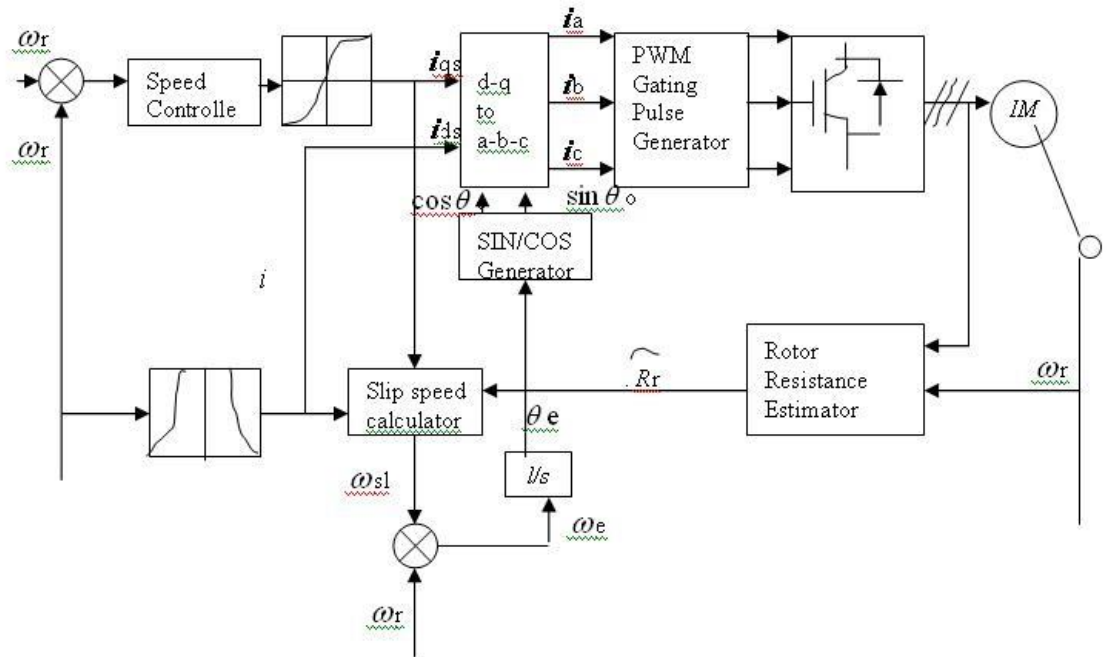 ωr
Speed
Controlle
ωr
iqs
ids
d-q
to
a-b-c
ia
ib
ic
PWM
Gating
Pulse
Generator
IM
cos θ
sin θ o
SIN/COS
Generator
i
Slip speed
calculator
Rr
Rotor
Resistance
Estimator
ωr
θ e
1/s
ωsl
ωe
ωr